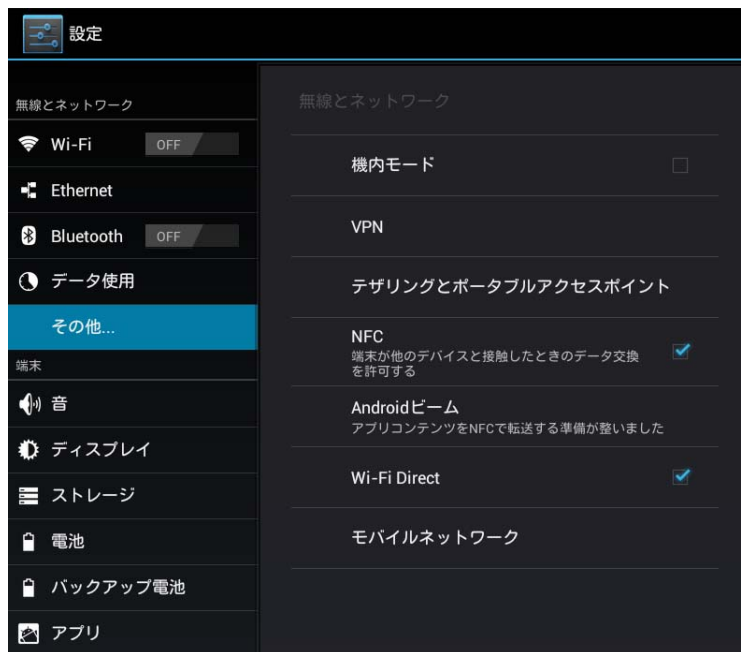 設定
無線とネットワーク
Wi-Fi OFF
Ethernet
Bluetooth OFF
データ使用
その他...
端末
音
ディスプレイ
ストレージ
電池
バックアップ電池
アプリ
無線とネットワーク
機内モード
VPN
テザリングとポータブルアクセスポイント
NFC
端末が他のデバイスと接触したときのデータ交換
を許可する
Androidビーム
アプリコンテンツをNFCで転送する準備が整いました
Wi-Fi Direct
モバイルネットワーク